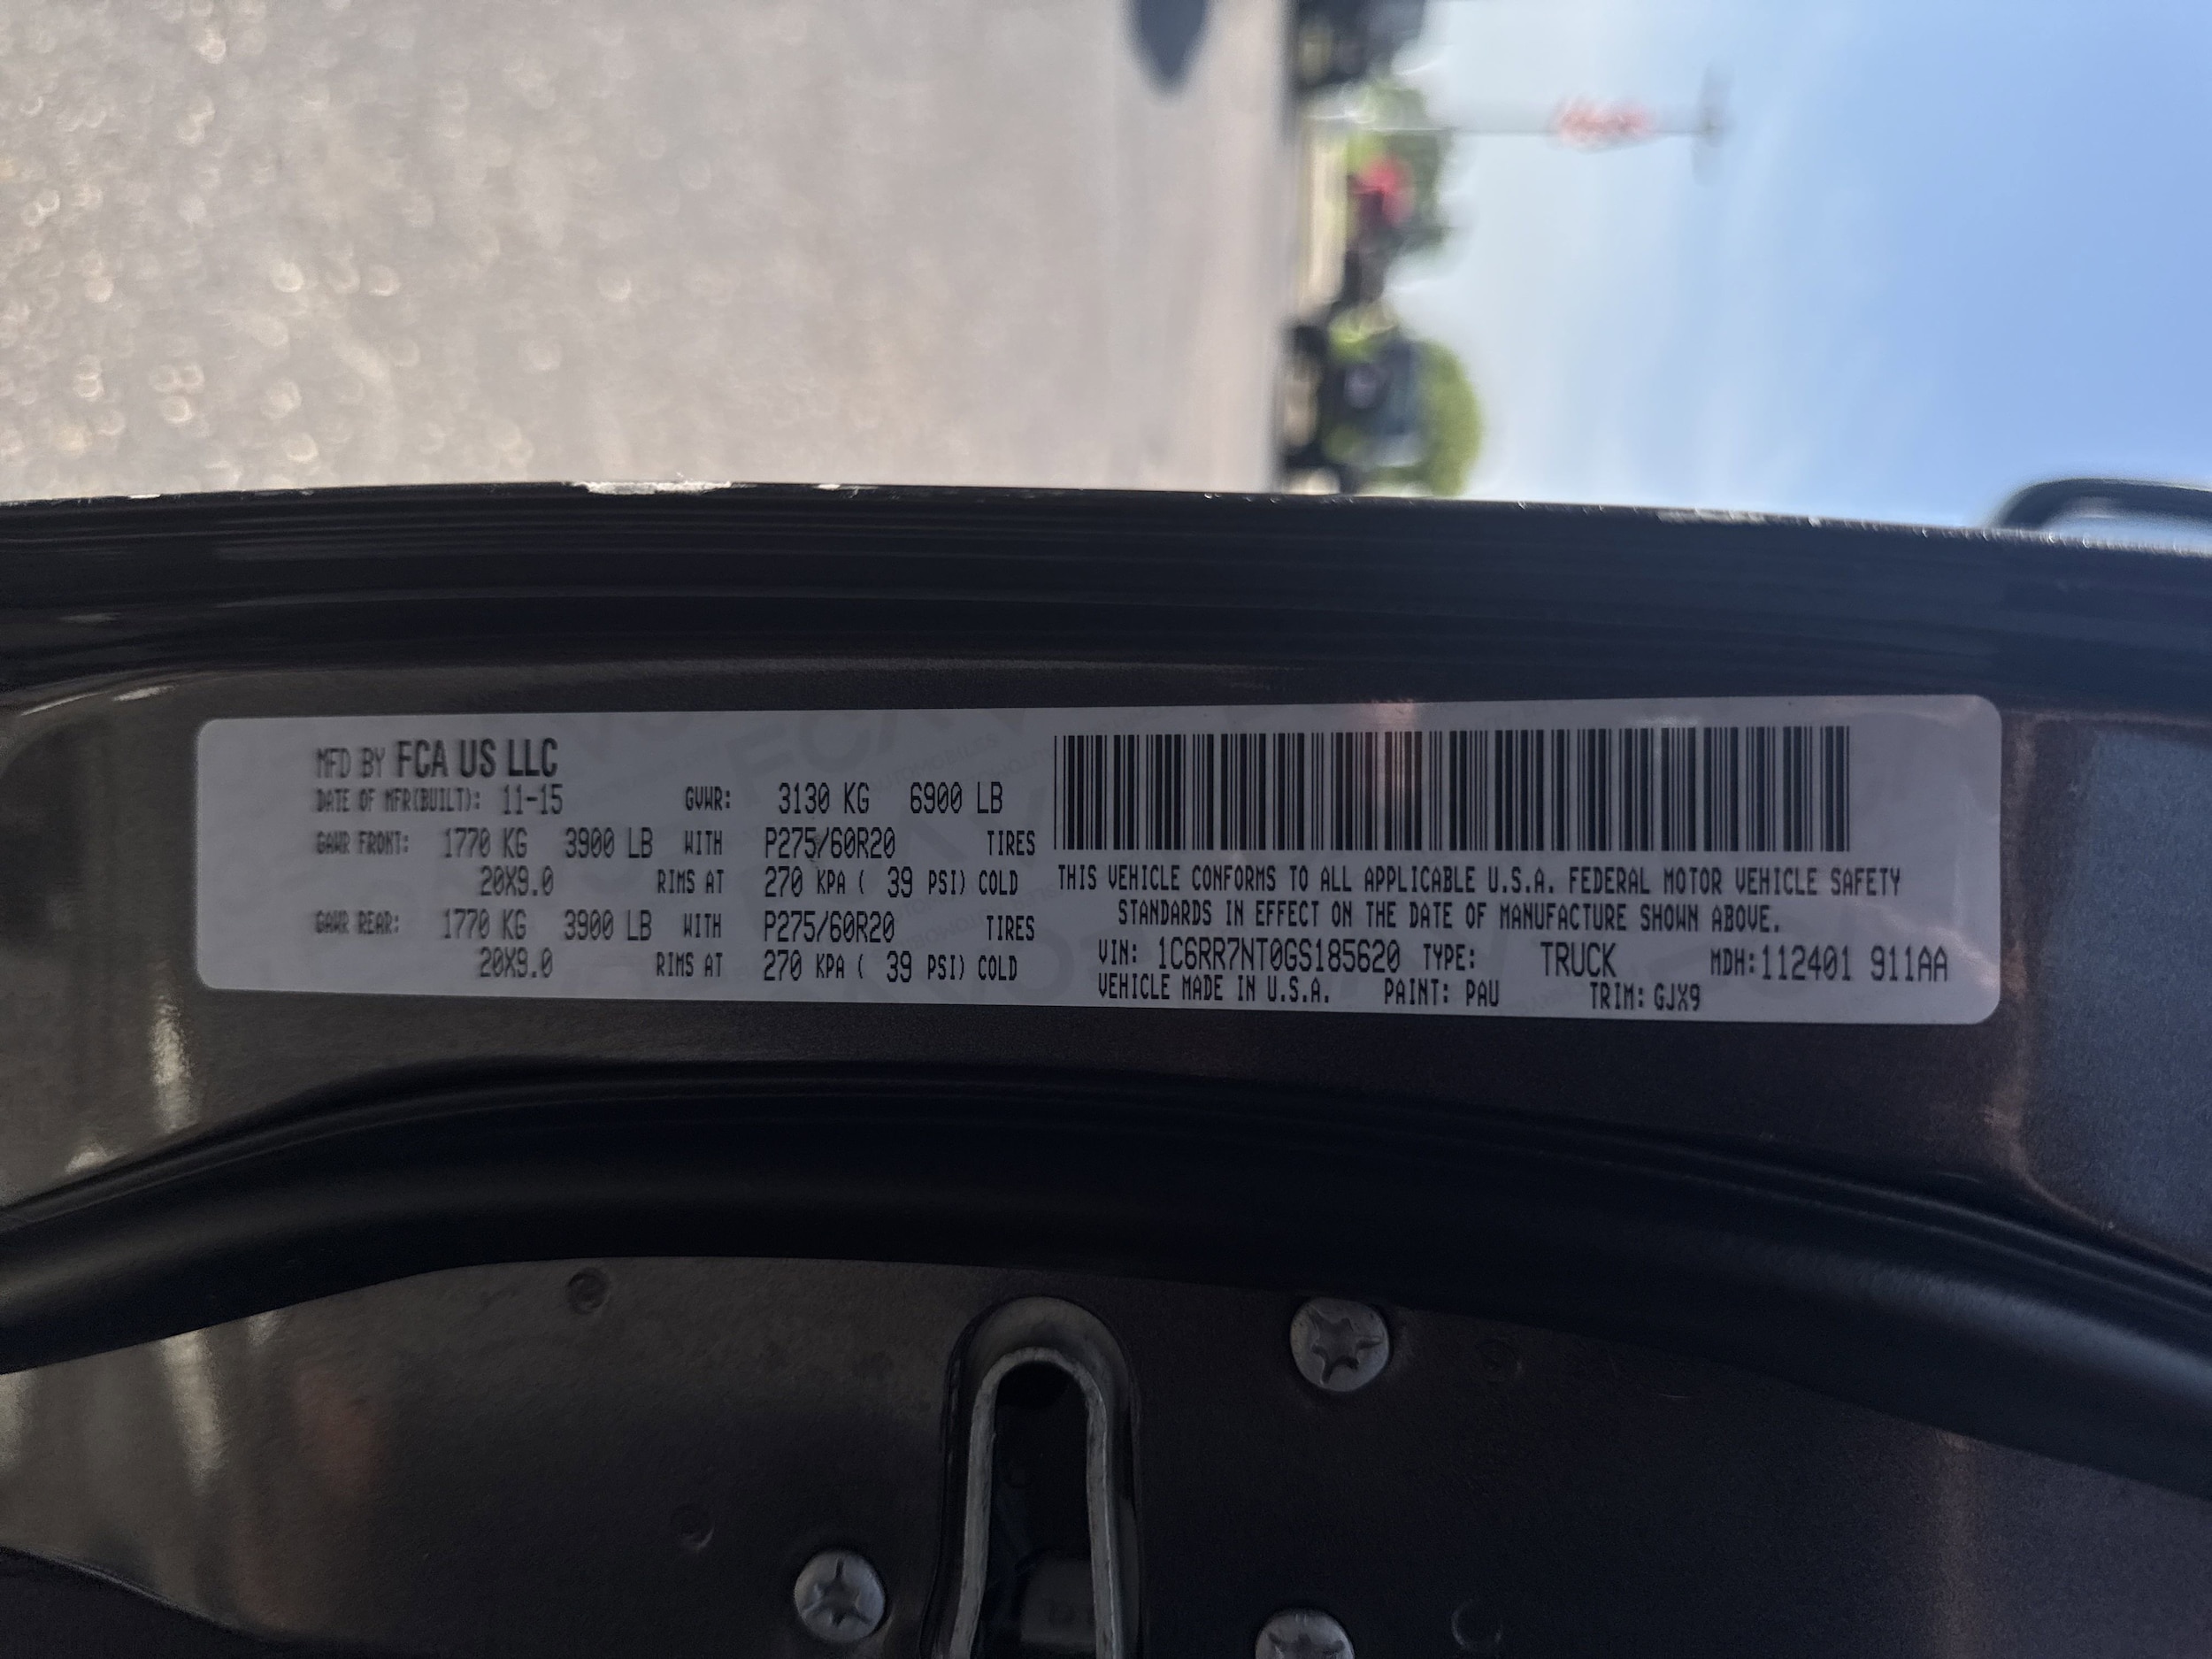 MFD BY FCA US LLC
DATE OF MFR(BUILT): 11-15 GVWR: 3130 KG 6900 LB
GAWR FRONT: 1770 KG 3900 LB WITH P275/60R20 TIRES
20X9.0 RIMS AT 270 KPA ( 39 PSI) COLD
GAWR REAR: 1770 KG 3900 LB WITH P275/60R20 TIRES
20X9.0 RIMS AT 270 KPA ( 39 PSI) COLD
THIS VEHICLE CONFORMS TO ALL APPLICABLE U.S.A. FEDERAL MOTOR VEHICLE SAFETY
STANDARDS IN EFFECT ON THE DATE OF MANUFACTURE SHOWN ABOVE.
VIN: 1C6RR7NT0GS185620 TYPE: TRUCK MDH:112401 911AA
VEHICLE MADE IN U.S.A. PAINT: PAU TRIM: GJX9